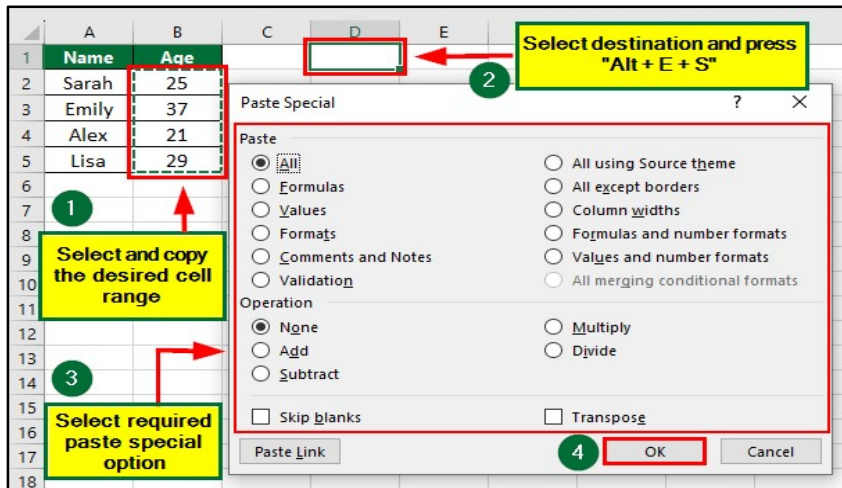 A B C D E
1 Name Age
2 Sarah 25
3 Emily 37
4 Alex 21
5 Lisa 29
6
7
8
9
10
11
12
13
14
15
16
17
18
2
Select destination and press
"Alt + E + S"
1
Select and copy
the desired cell
range
3
Select required
paste special
option
Paste Special ? ×
Paste
All
Formulas
Values
Formats
Comments and Notes
Validation
All using Source theme
All except borders
Column widths
Formulas and number formats
Values and number formats
All merging conditional formats
Operation
None
Add
Subtract
Multiply
Divide
Skip blanks
Transpose
Paste Link
4
OK
Cancel